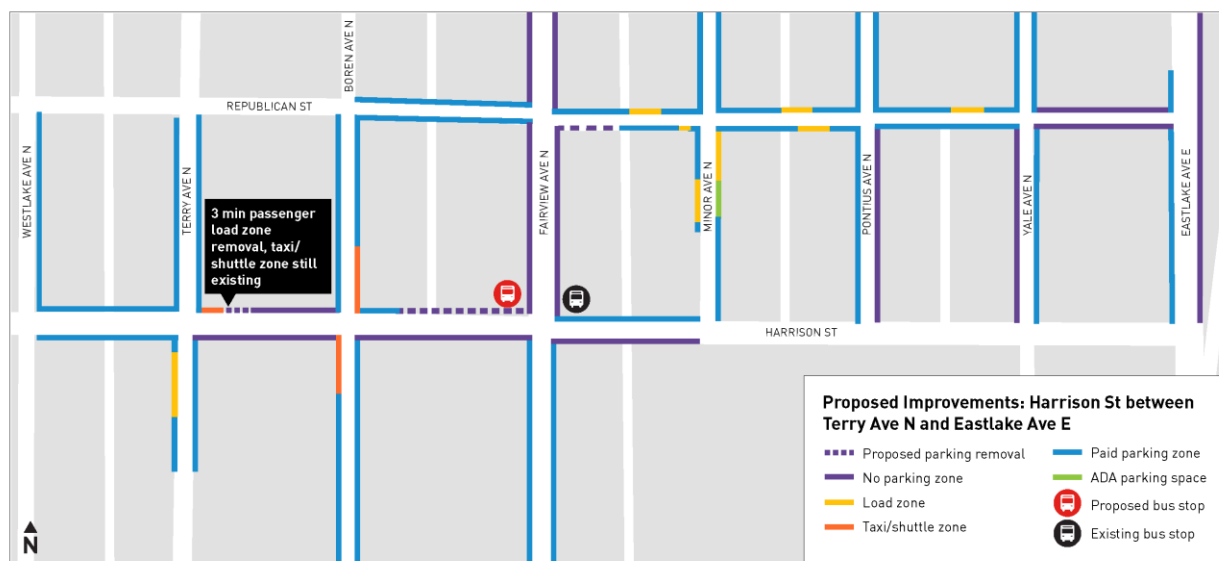 BOREN AVE N
REPUBLICAN ST
WESTLAKE AVE N
TERRY AVE N
FAIRVIEW AVE N
MINOR AVE N
PONTIUS AVE N
YALE AVE N
EASTLAKE AVE E
3 min passenger
load zone
removal, taxi/
shuttle zone still
existing
HARRISON ST
Proposed Improvements: Harrison St between
Terry Ave N and Eastlake Ave E
Proposed parking removal
No parking zone
Load zone
Taxi/shuttle zone
Paid parking zone
ADA parking space
Proposed bus stop
Existing bus stop
N